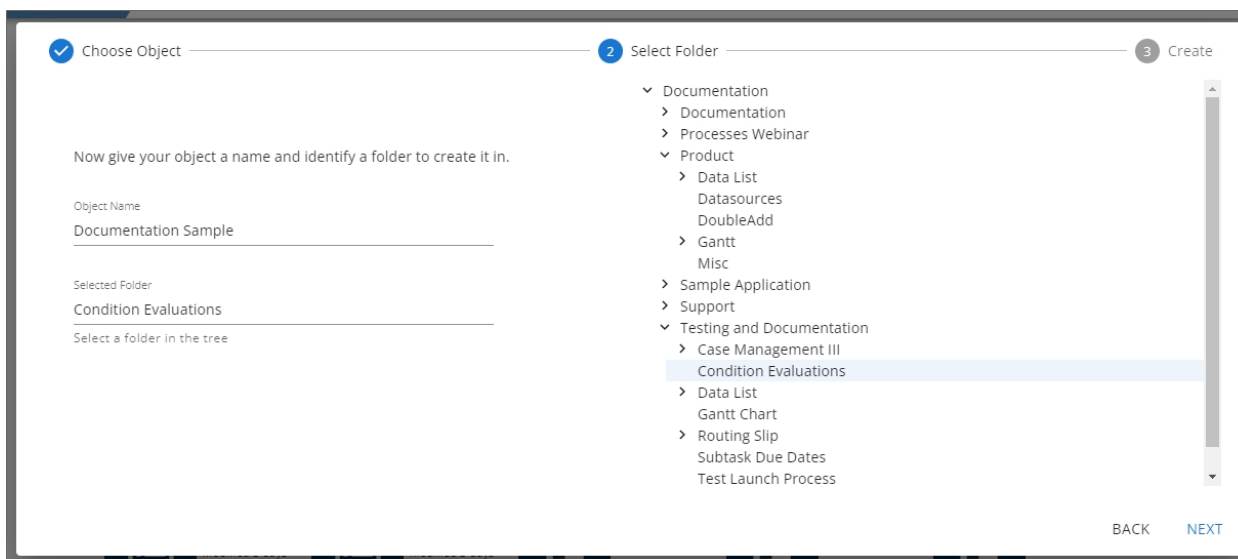 Choose Object
2 Select Folder
3 Create
Now give your object a name and identify a folder to create it in.
Object Name
Documentation Sample
Selected Folder
Condition Evaluations
Select a folder in the tree
Documentation
Documentation
Processes Webinar
Product
Data List
Datasources
DoubleAdd
Gantt
Misc
Sample Application
Support
Testing and Documentation
Case Management III
Condition Evaluations
Data List
Gantt Chart
Routing Slip
Subtask Due Dates
Test Launch Process
BACK
NEXT